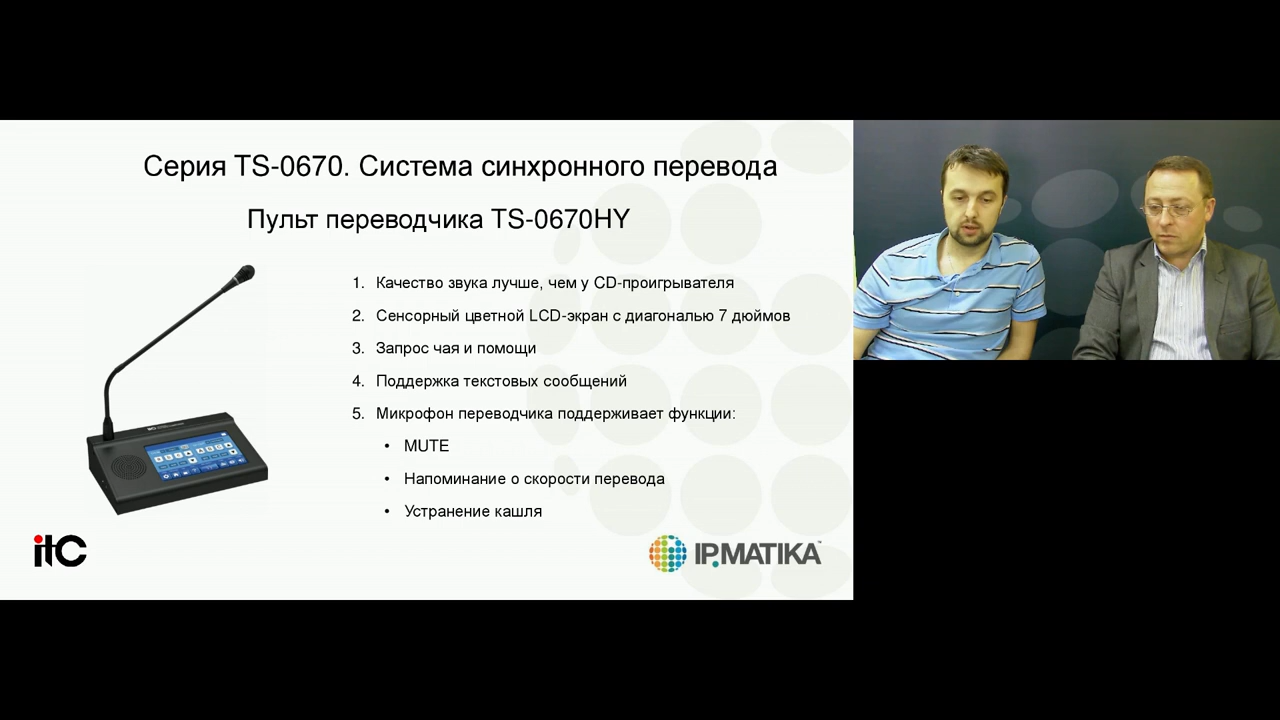 Серия TS-0670. Система синхронного перевода
Пульт переводчика TS-0670HY
1. Качество звука лучше, чем у CD-проигрывателя
2. Сенсорный цветной LCD-экран с диагональю 7 дюймов
3. Запрос чая и помощи
4. Поддержка текстовых сообщений
5. Микрофон переводчика поддерживает функции:
• MUTE
• Напоминание о скорости перевода
• Устранение кашля
itC
IP.MATIKA™